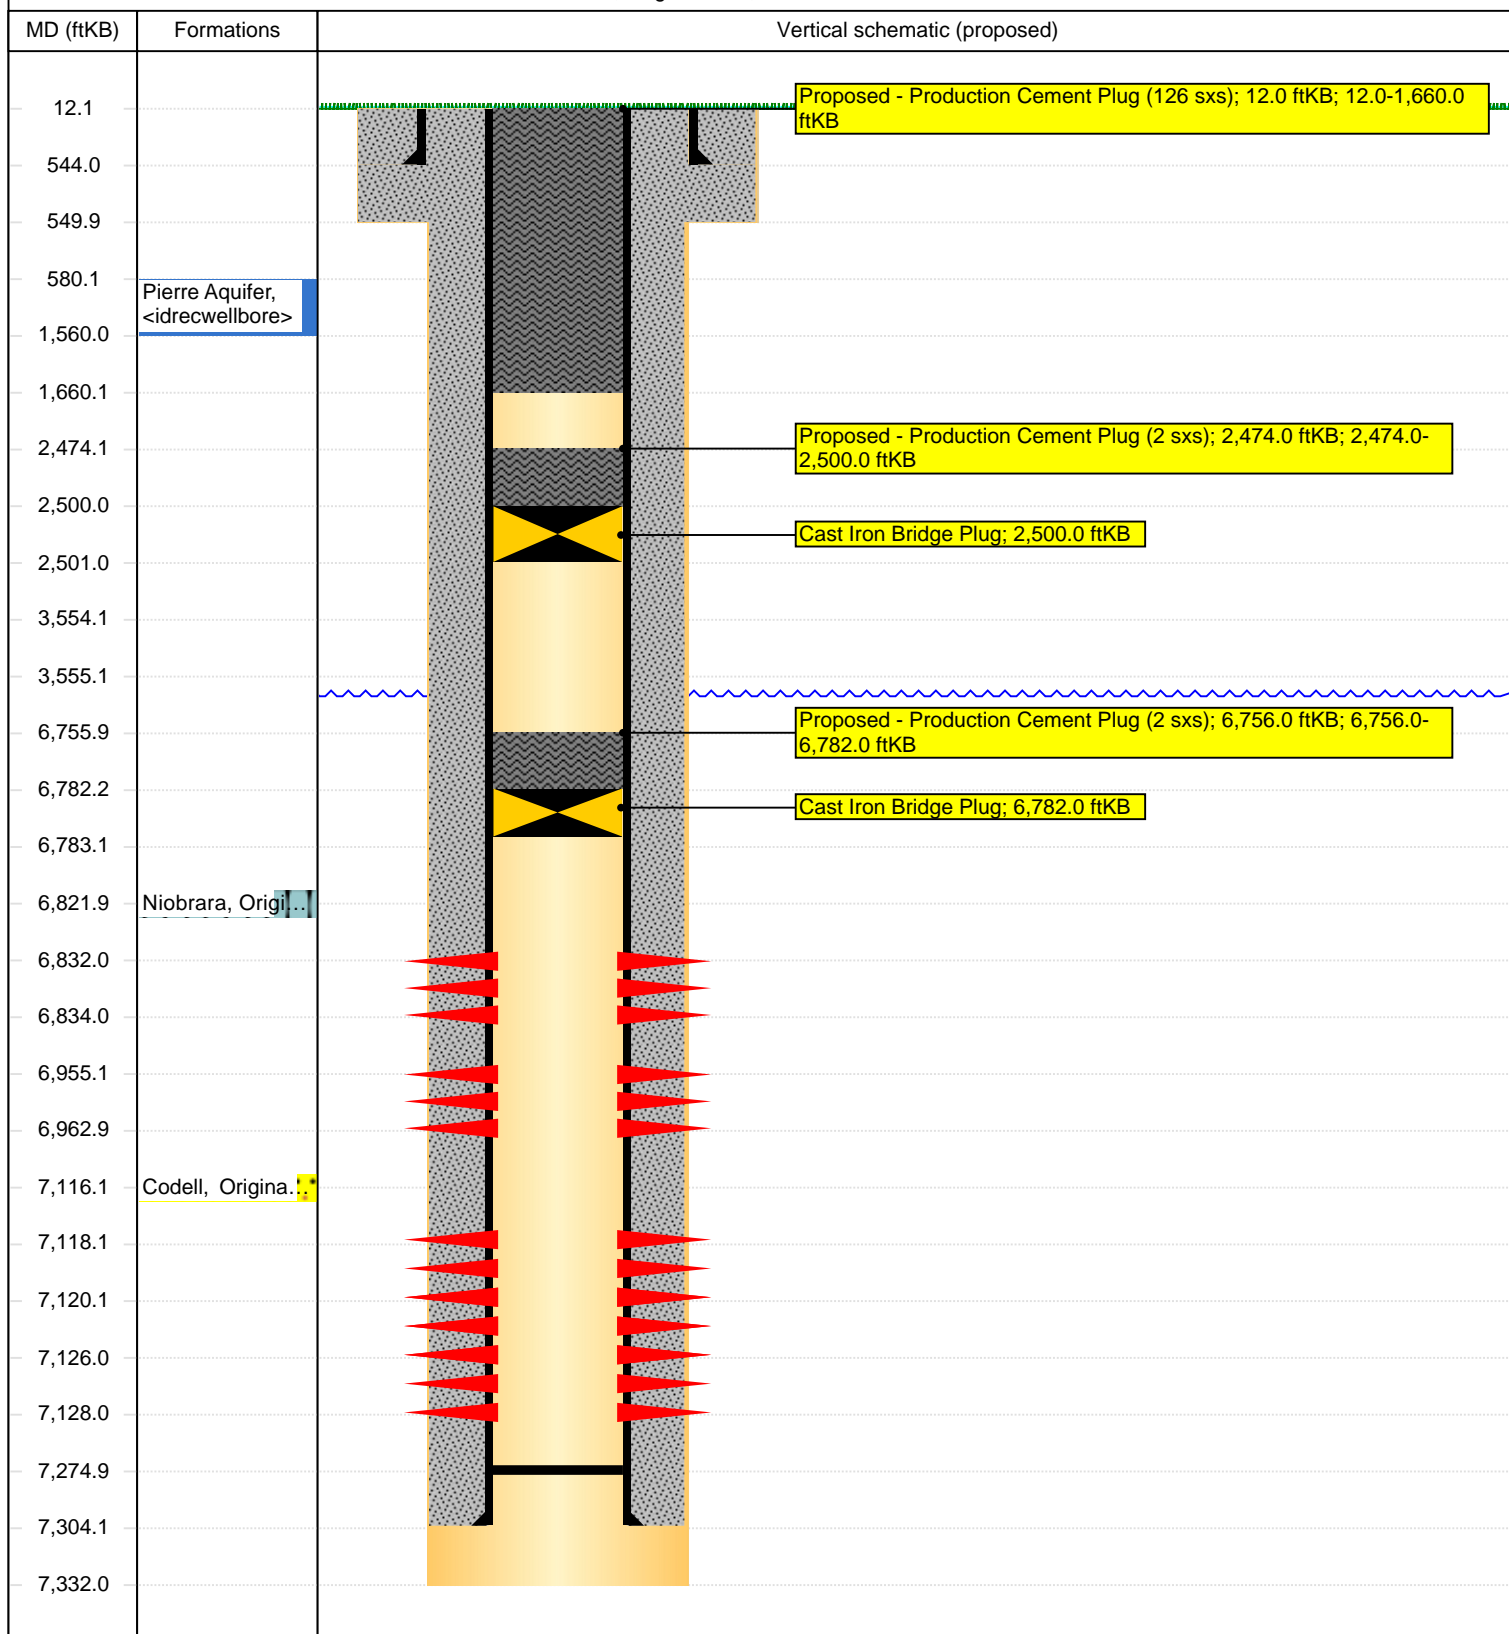 MD (ftKB)
Formations
Vertical schematic (proposed)
12.1
Proposed - Production Cement Plug (126 sxs); 12.0 ftKB; 12.0-1,660.0
ftKB
544.0
549.9
580.1
Pierre Aquifer,
<idrecwellbore>
1,560.0
1,660.1
2,474.1
Proposed - Production Cement Plug (2 sxs); 2,474.0 ftKB; 2,474.0-
2,500.0 ftKB
2,500.0
Cast Iron Bridge Plug; 2,500.0 ftKB
2,501.0
3,554.1
3,555.1
6,755.9
Proposed - Production Cement Plug (2 sxs); 6,756.0 ftKB; 6,756.0-
6,782.0 ftKB
6,782.2
Cast Iron Bridge Plug; 6,782.0 ftKB
6,783.1
6,821.9
Niobrara, Origi...
6,832.0
6,834.0
6,955.1
6,962.9
7,116.1
Codell, Origina...
7,118.1
7,120.1
7,126.0
7,128.0
7,274.9
7,304.1
7,332.0